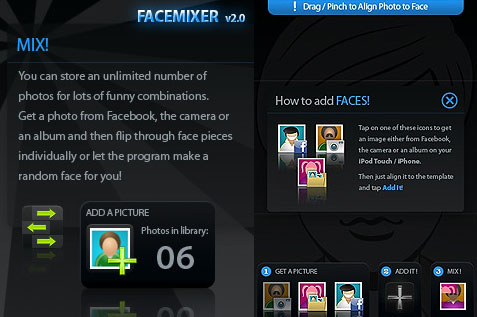 FACEMIXER v2.0
MIX!
You can store an unlimited number of
photos for lots of funny combinations.
Get a photo from Facebook, the camera or
an album and then flip through face pieces
individually or let the program make a
random face for you!
ADD A PICTURE
Photos in library:
06
! Drag / Pinch to Align Photo to Face
How to add FACES!
Tap on one of these icons to get
an image either from Facebook,
the camera or an album on your
iPod Touch / iPhone.
Then just align it to the template
and tap Add It!
f
1 GET A PICTURE
2 ADD IT!
3 MIX!
f